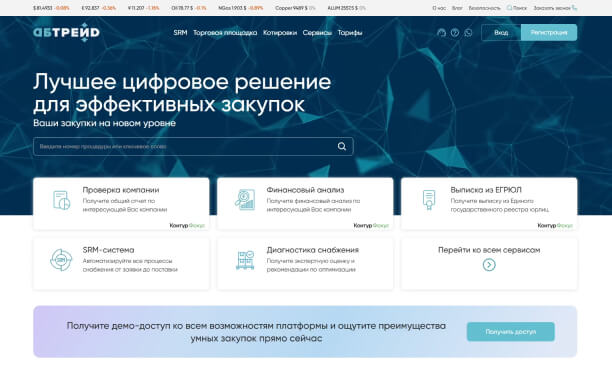 $ 81.4933 -0.08% € 92.837 -0.36% ¥ 11.207 -1.18% Oil 78.77 $ -0.1% NGas 1.903 $ -0.89% Copper 9489 $ 0% ALUM 2557.5 $ 0% О нас Блог Безопасность Поиск Заказать звонок
АБТРЕЙД SRM Торговая площадка Котировки Сервисы Тарифы Вход Регистрация
Лучшее цифровое решение
для эффективных закупок
Ваши закупки на новом уровне
Введите номер процедуры или ключевое слово
Проверка компании
Получите общий отчет по
интересующей Вас компании
Контур Фокус
Финансовый анализ
Получите финансовый анализ по
интересующей Вас компании
Контур Фокус
Выписка из ЕГРЮЛ
Получите выписку из Единого
государственного реестра юрлиц
Контур Фокус
SRM-система
Автоматизируйте все процессы
снабжения от заявки до поставки
SRM
Диагностика снабжения
Получите экспертную оценку и
рекомендации по оптимизации
Перейти ко всем сервисам
Получите демо-доступ ко всем возможностям платформы и ощутите преимущества
умных закупок прямо сейчас
Получить доступ